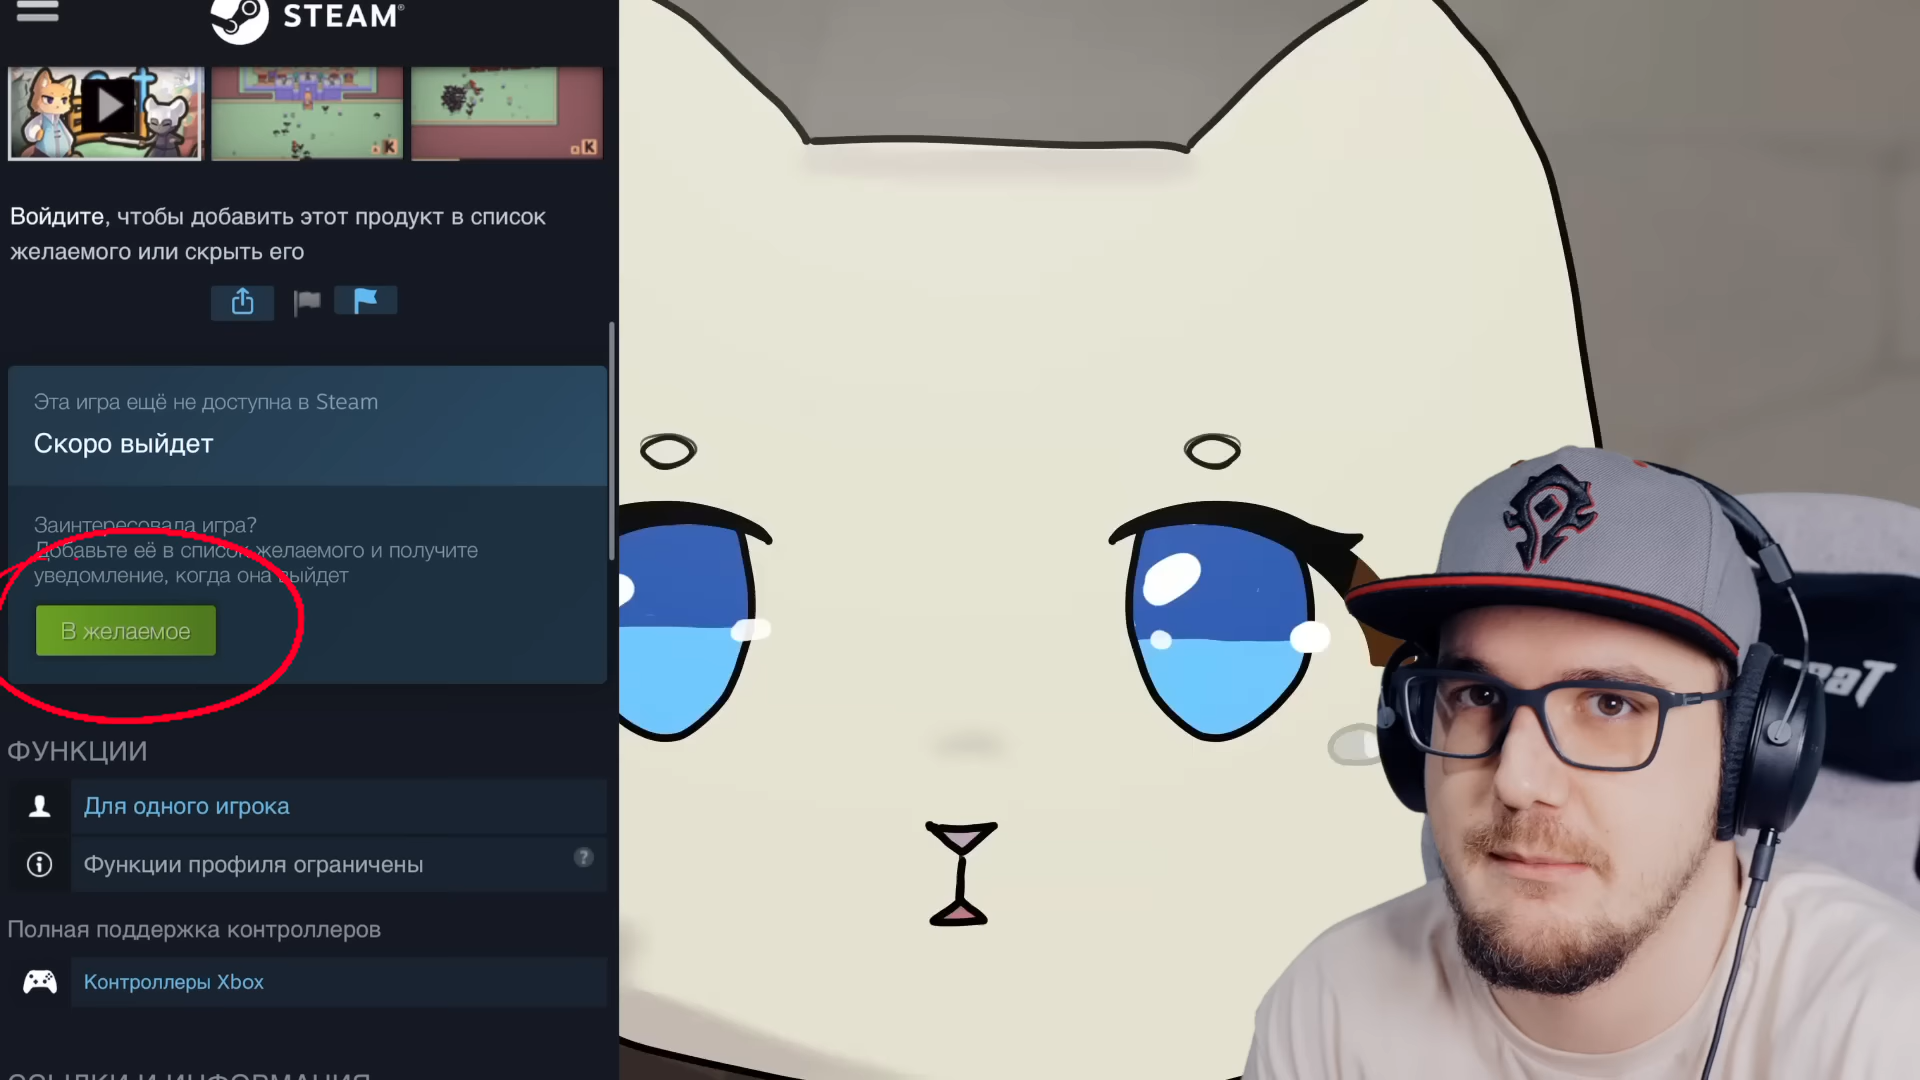 STEAM®
K
K
Войдите, чтобы добавить этот продукт в список
желаемого или скрыть его
Эта игра ещё не доступна в Steam
Скоро выйдет
Заинтересовала игра?
Добавьте её в список желаемого и получите
уведомление, когда она выйдет
В желаемое
ФУНКЦИИ
Для одного игрока
Функции профиля ограничены
?
Полная поддержка контроллеров
Контроллеры Xbox
ССЫЛКИ И ИНФОРМАЦИЯ